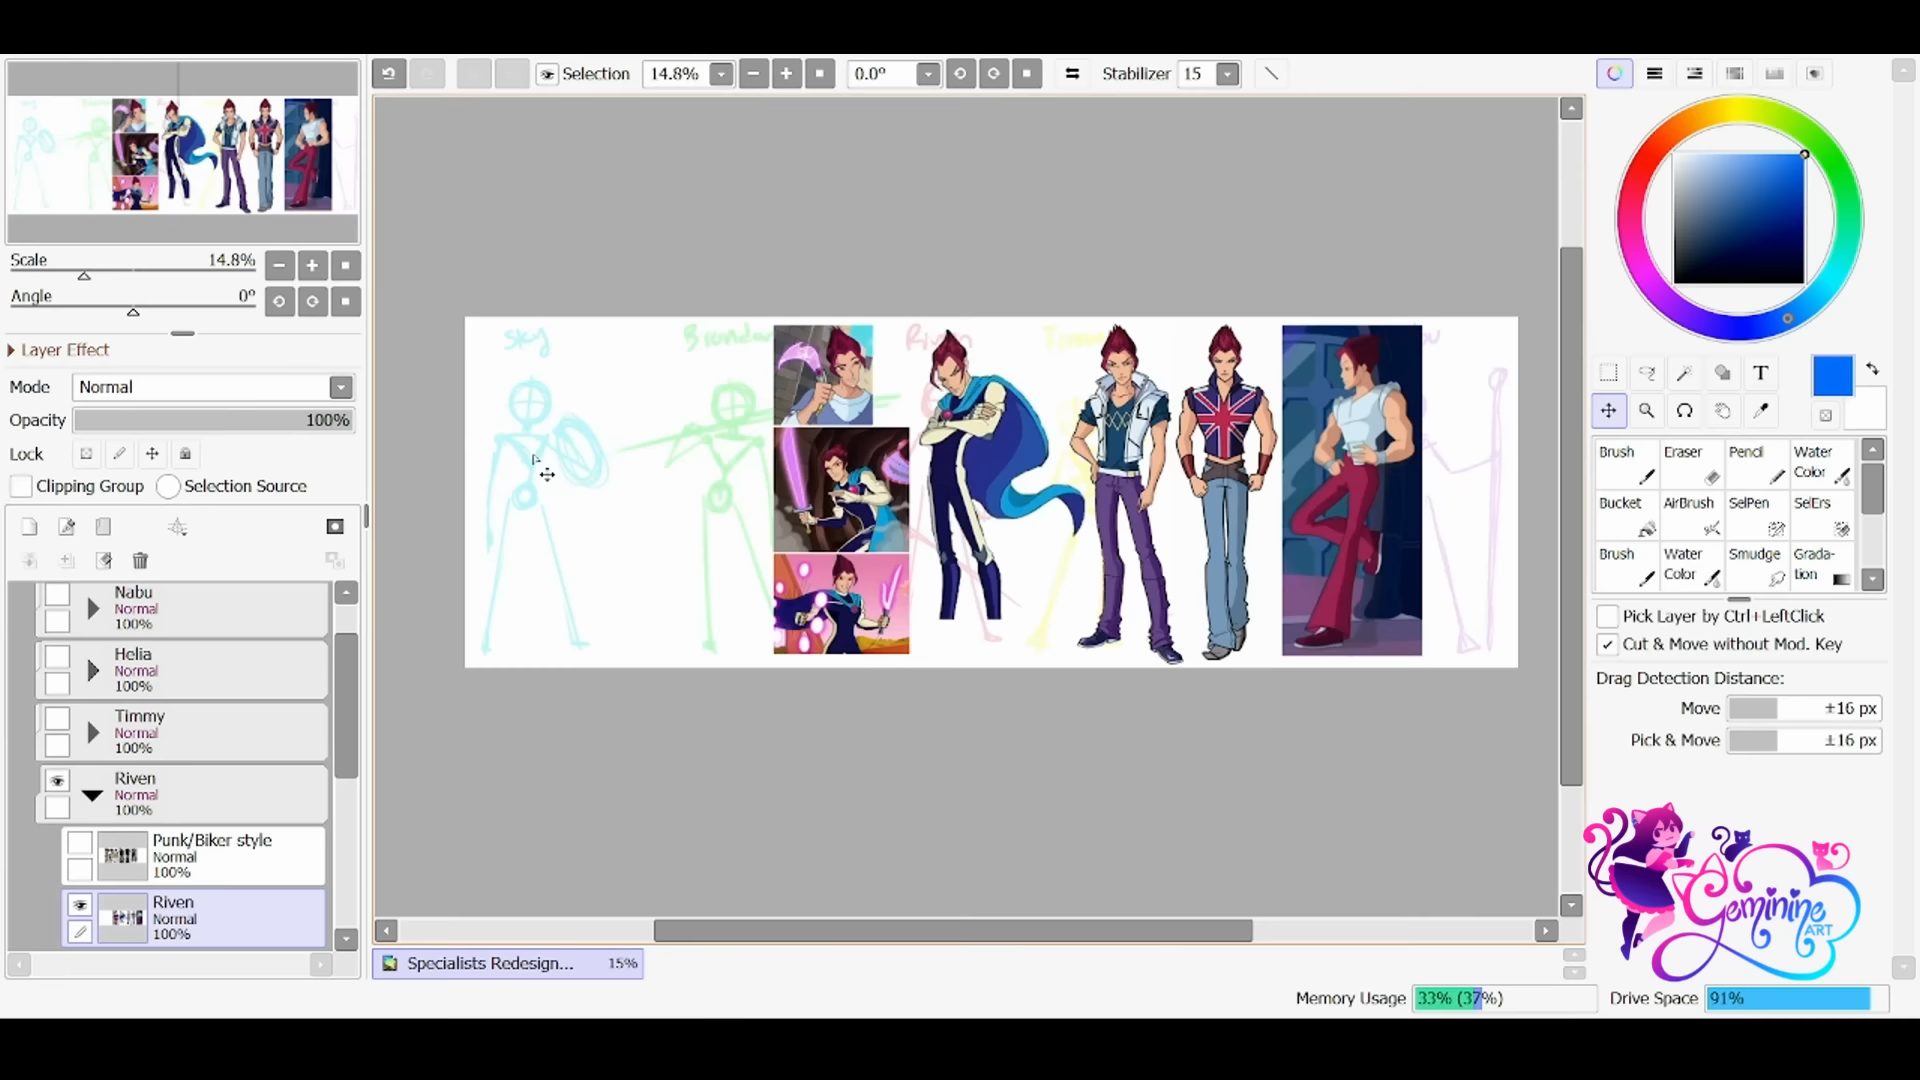 Selection 14.8% 0.0° Stabilizer 15
Scale 14.8%
Angle 0°
Layer Effect
Mode Normal
Opacity 100%
Lock
Clipping Group Selection Source
Nabu
Normal
100%
Helia
Normal
100%
Timmy
Normal
100%
Riven
Normal
100%
Punk/Biker style
Normal
100%
Riven
Normal
100%
Sky
Specialists Redesign... 15%
Brush Eraser Pencil Water Color
Bucket AirBrush SelPen SelErs
Brush Water Color Smudge Grada-
tion
Pick Layer by Ctrl+LeftClick
Cut & Move without Mod. Key
Drag Detection Distance:
Move ±16 px
Pick & Move ±16 px
Geminine
ART
Memory Usage 33% (37%) Drive Space 91%